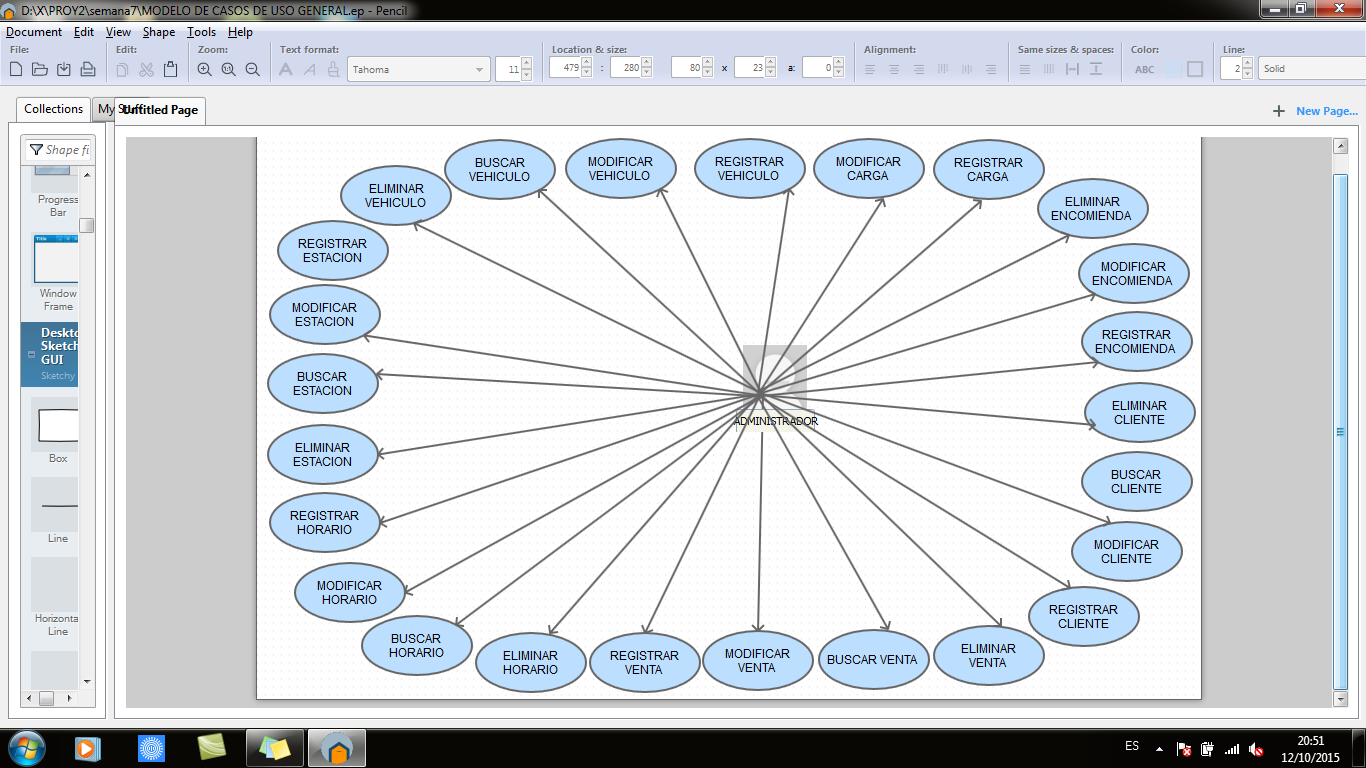 D:\X\PROY2\semana7\MODELO DE CASOS DE USO GENERAL.ep - Pencil
Document Edit View Shape Tools Help
File: Edit: Zoom: Text format: Location & size: Alignment: Same sizes & spaces: Color: Line:
Tahoma 11 479 : 280 80 x 23 a: 0 ABC 2 Solid
Collections My Stuff Untitled Page New Page...
Shape fi
Progress
Bar
Title
Window
Frame
Deskto
Sketch
GUI
Sketchy
Box
Line
Horizonta
Line
BUSCAR
VEHICULO
MODIFICAR
VEHICULO
REGISTRAR
VEHICULO
MODIFICAR
CARGA
REGISTRAR
CARGA
ELIMINAR
VEHICULO
ELIMINAR
ENCOMIENDA
REGISTRAR
ESTACION
MODIFICAR
ENCOMIENDA
MODIFICAR
ESTACION
REGISTRAR
ENCOMIENDA
BUSCAR
ESTACION
ELIMINAR
CLIENTE
ADMINISTRADOR
ELIMINAR
ESTACION
BUSCAR
CLIENTE
REGISTRAR
HORARIO
MODIFICAR
CLIENTE
MODIFICAR
HORARIO
REGISTRAR
CLIENTE
BUSCAR
HORARIO
ELIMINAR
HORARIO
REGISTRAR
VENTA
MODIFICAR
VENTA
BUSCAR VENTA
ELIMINAR
VENTA
ES
20:51
12/10/2015